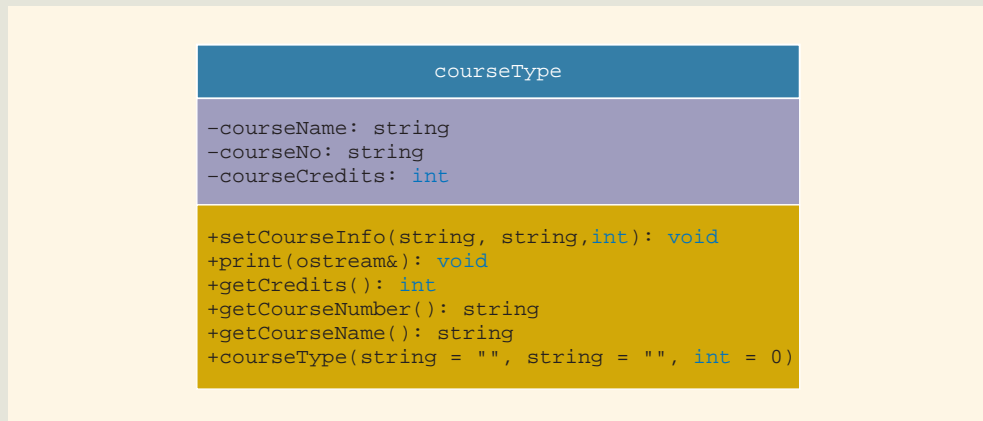 courseType
-courseName: string
-courseNo: string
-courseCredits: int
+setCourseInfo(string, string,int): void
+print(ostream&): void
+getCredits(): int
+getCourseNumber(): string
+getCourseName(): string
+courseType(string = "", string = "", int = 0)